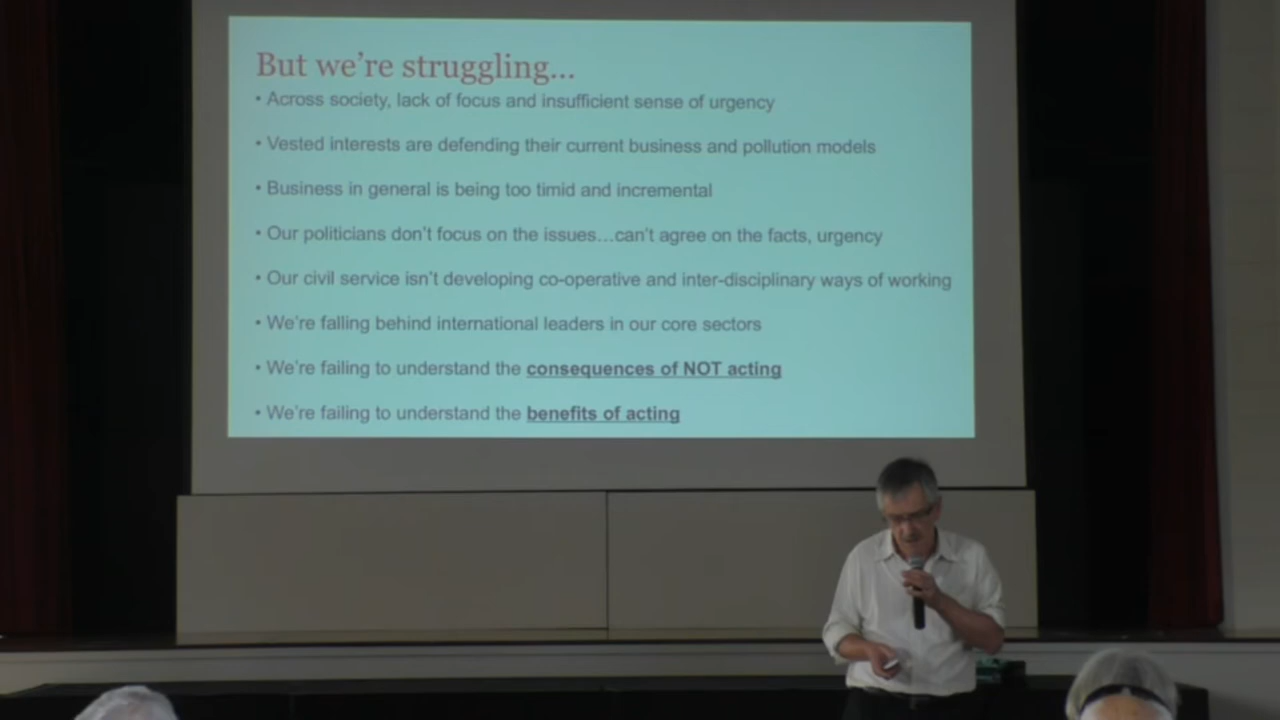 But we're struggling...
• Across society, lack of focus and insufficient sense of urgency
• Vested interests are defending their current business and pollution models
• Business in general is being too timid and incremental
• Our politicians don't focus on the issues...can't agree on the facts, urgency
• Our civil service isn't developing co-operative and inter-disciplinary ways of working
• We're falling behind international leaders in our core sectors
• We're failing to understand the consequences of NOT acting
• We're failing to understand the benefits of acting